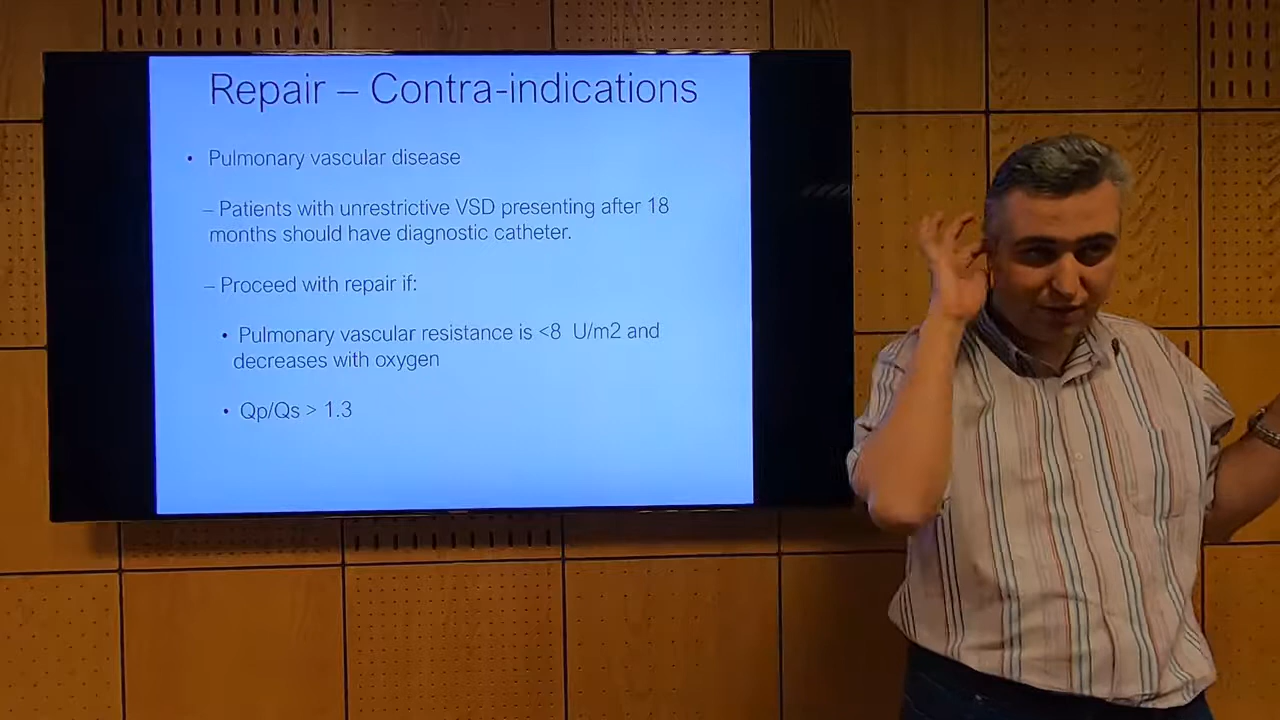 Repair – Contra-indications
• Pulmonary vascular disease
– Patients with unrestrictive VSD presenting after 18
months should have diagnostic catheter.
– Proceed with repair if:
• Pulmonary vascular resistance is <8 U/m2 and
decreases with oxygen
• Qp/Qs > 1.3